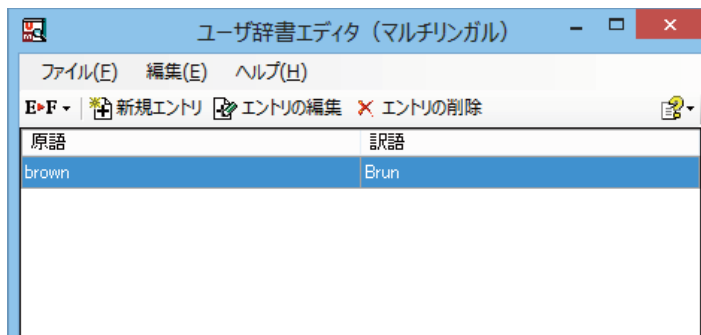 ユーザ辞書エディタ（マルチリンガル）
ファイル(F) 編集(E) ヘルプ(H)
E▸F 新規エントリ エントリの編集 エントリの削除
原語 訳語
brown Brun